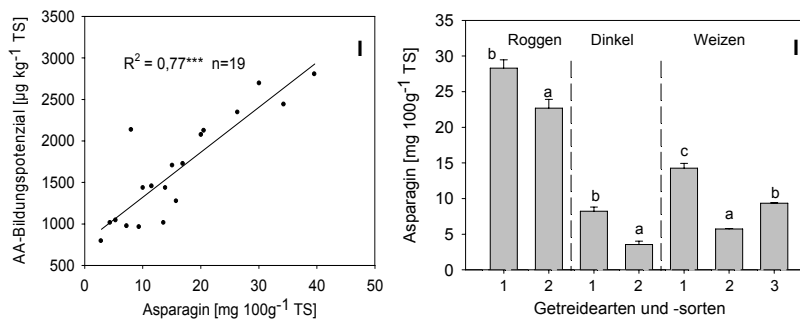 AA-Bildungspotenzial [µg kg-1 TS]
3500
3000
2500
2000
1500
1000
500
R2 = 0,77*** n=19
I
0 10 20 30 40 50
Asparagin [mg 100g-1 TS]
Asparagin [mg 100g-1 TS]
35
30
25
20
15
10
5
0
Roggen Dinkel Weizen
I
b a b a c a b
1 2 1 2 1 2 3
Getreidearten und -sorten